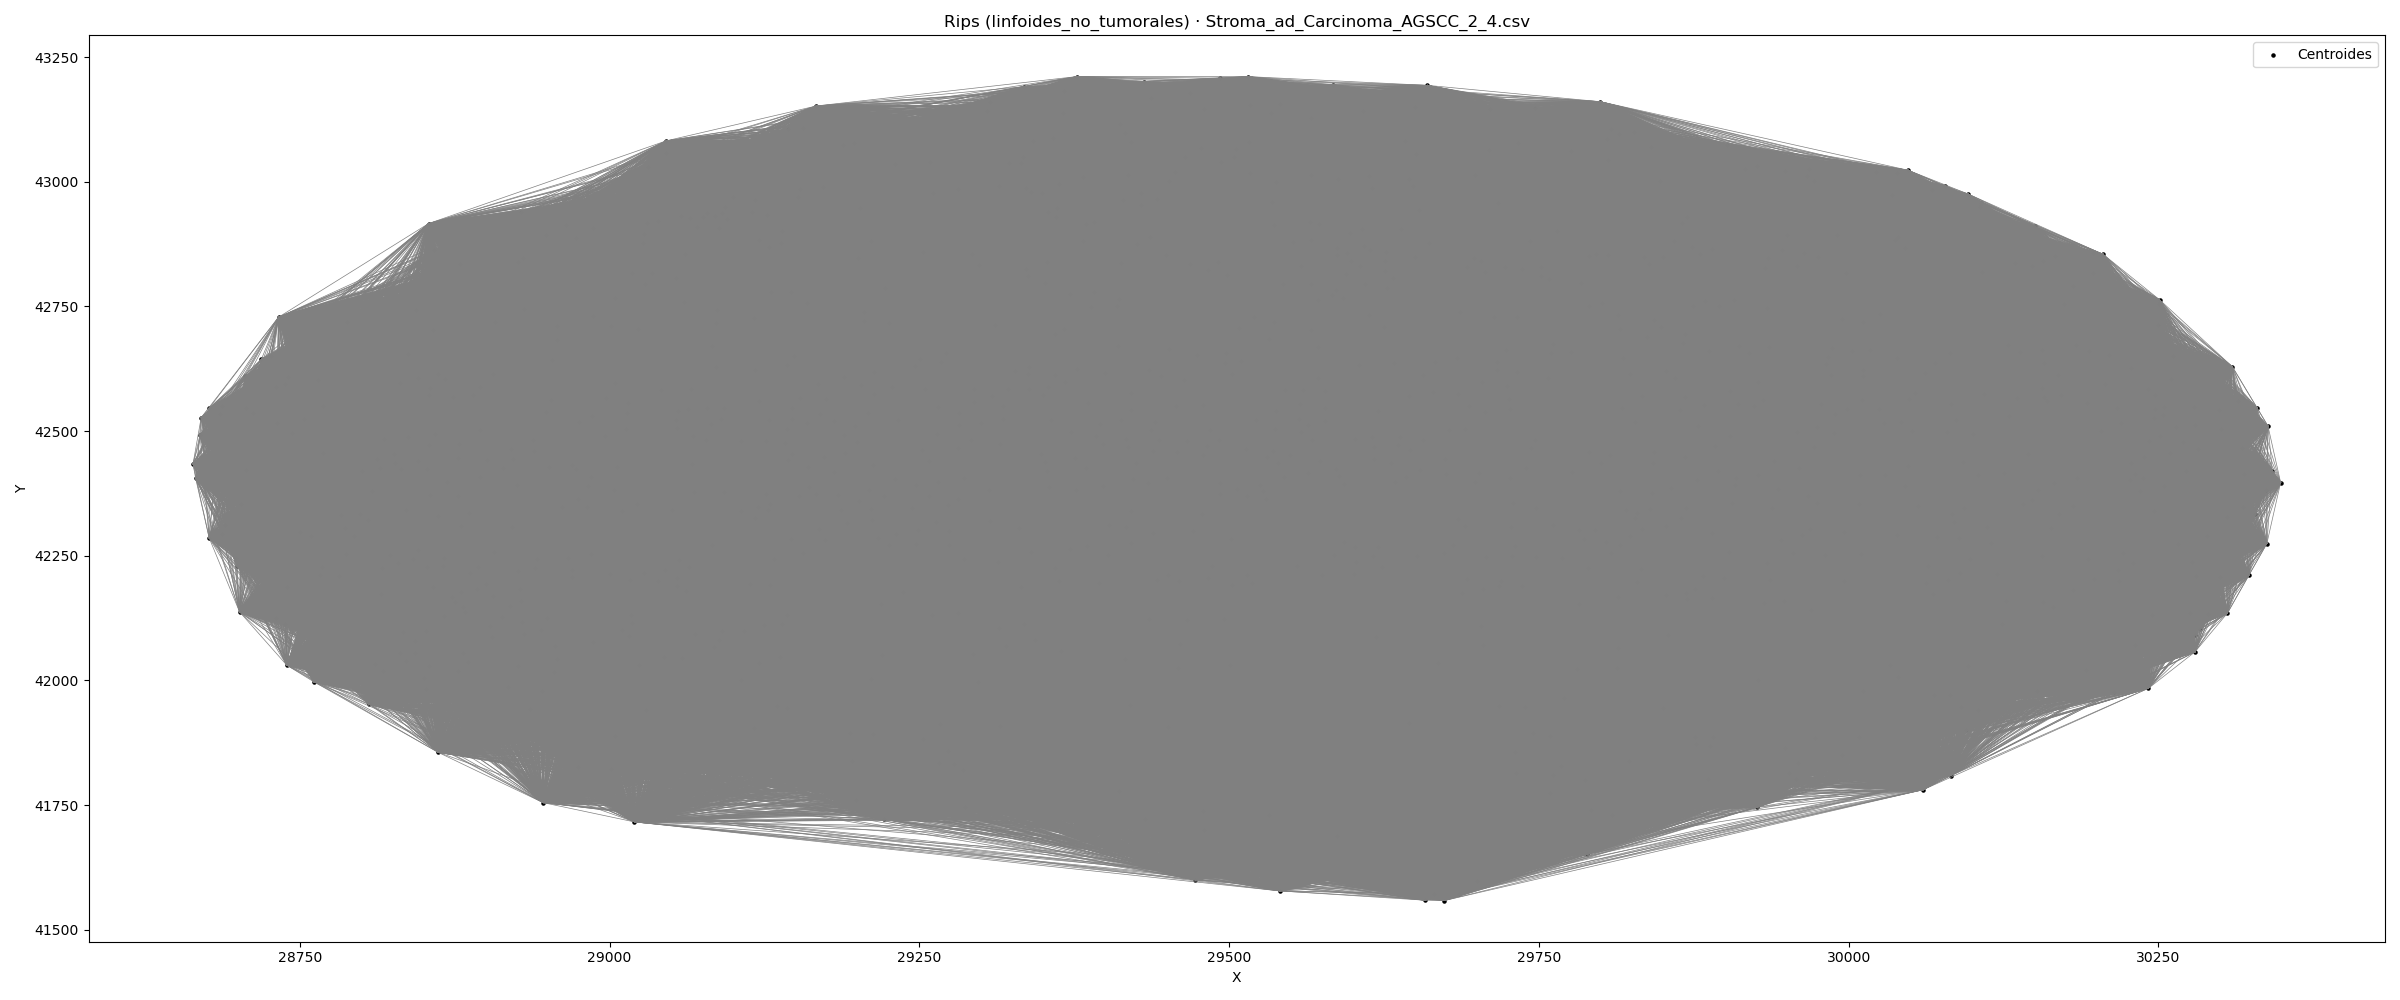 Rips (linfoides_no_tumorales) · Stroma_ad_Carcinoma_AGSCC_2_4.csv
Centroides
43250
43000
42750
42500
42250
42000
41750
41500
Y
28750 29000 29250 29500 29750 30000 30250
X